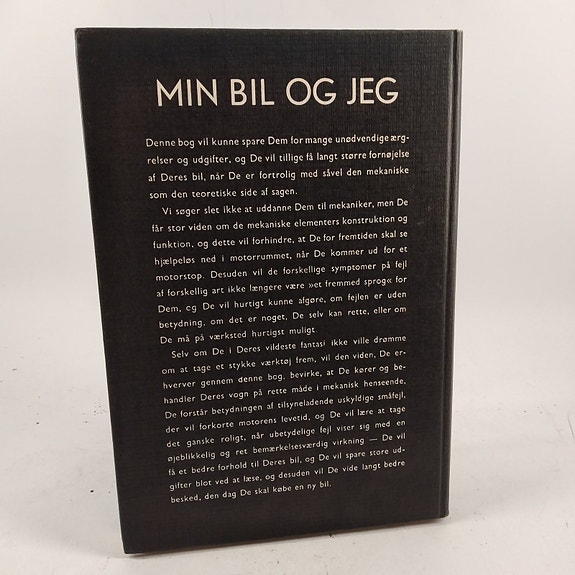 MIN BIL OG JEG
Denne bog vil kunne spare Dem for mange unødvendige ærg-
relser og udgifter, og De vil tillige få langt større fornøjelse
af Deres bil, når De er fortrolig med såvel den mekaniske
som den teoretiske side af sagen.
Vi søger slet ikke at uddanne Dem til mekaniker, men De
får stor viden om de mekaniske elementers konstruktion og
funktion, og dette vil forhindre, at De for fremtiden skal se
hjælpeløs ned i motorrummet, når De kommer ud for et
motorstop. Desuden vil de forskellige symptomer på fejl
af forskellig art ikke længere være »et fremmed sprog« for
Dem, og De vil hurtigt kunne afgøre, om fejlen er uden
betydning, om det er noget, De selv kan rette, eller om
De må på værksted hurtigst muligt.
Selv om De i Deres vildeste fantasi ikke ville drømme
om at tage et stykke værktøj frem, vil den viden, De er-
hverver gennem denne bog, bevirke, at De kører og be-
handler Deres vogn på rette måde i mekanisk henseende,
De forstår betydningen af tilsyneladende uskyldige småfejl,
der vil forkorte motorens levetid, og De vil lære at tage
det ganske roligt, når ubetydelige fejl viser sig med en
øjeblikkelig og ret bemærkelsesværdig virkning — De vil
få et bedre forhold til Deres bil, og De vil spare store ud-
gifter blot ved at læse, og desuden vil De vide langt bedre
besked, den dag De skal købe en ny bil.